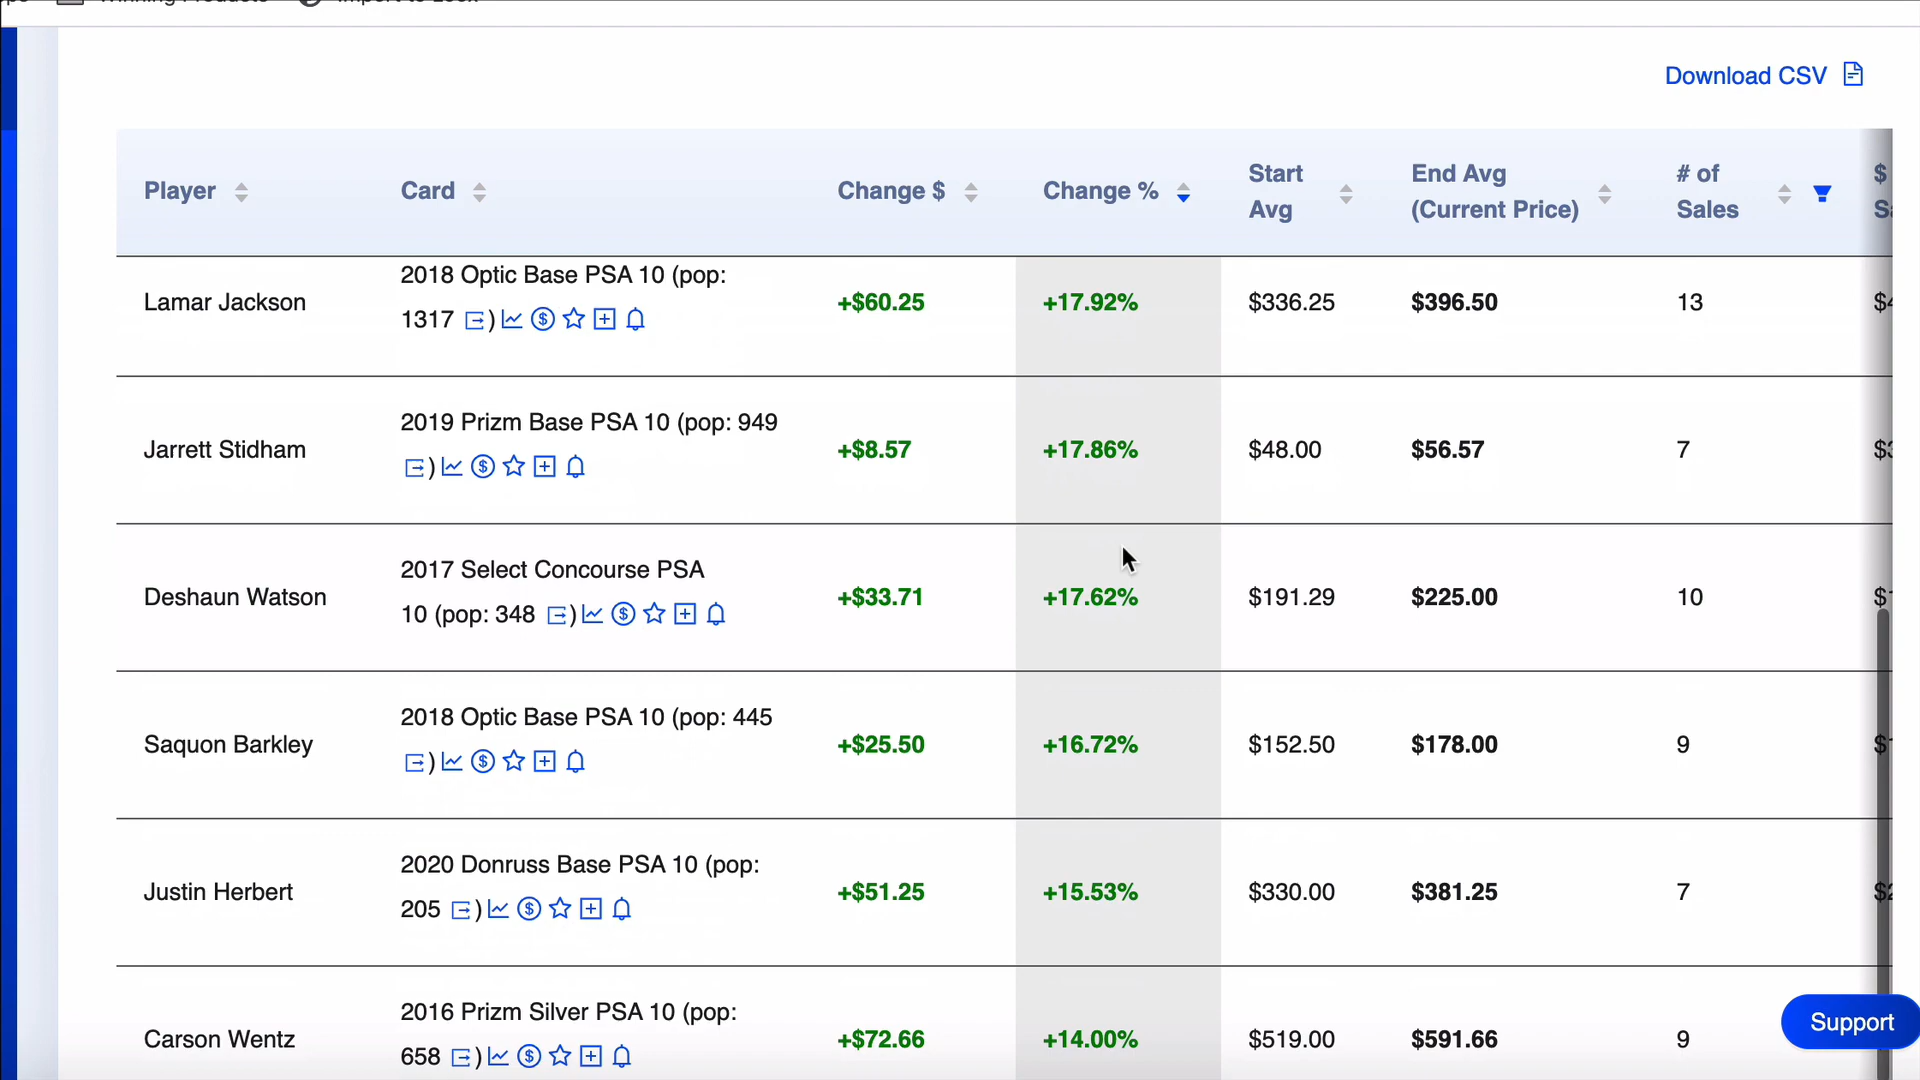 Download CSV
Player
Card
Change $
Change %
Start
Avg
End Avg
(Current Price)
# of
Sales
$
Lamar Jackson
2018 Optic Base PSA 10 (pop:
1317 )
+$60.25
+17.92%
$336.25
$396.50
13
Jarrett Stidham
2019 Prizm Base PSA 10 (pop: 949
)
+$8.57
+17.86%
$48.00
$56.57
7
Deshaun Watson
2017 Select Concourse PSA
10 (pop: 348 )
+$33.71
+17.62%
$191.29
$225.00
10
Saquon Barkley
2018 Optic Base PSA 10 (pop: 445
)
+$25.50
+16.72%
$152.50
$178.00
9
Justin Herbert
2020 Donruss Base PSA 10 (pop:
205 )
+$51.25
+15.53%
$330.00
$381.25
7
Carson Wentz
2016 Prizm Silver PSA 10 (pop:
658 )
+$72.66
+14.00%
$519.00
$591.66
9
Support